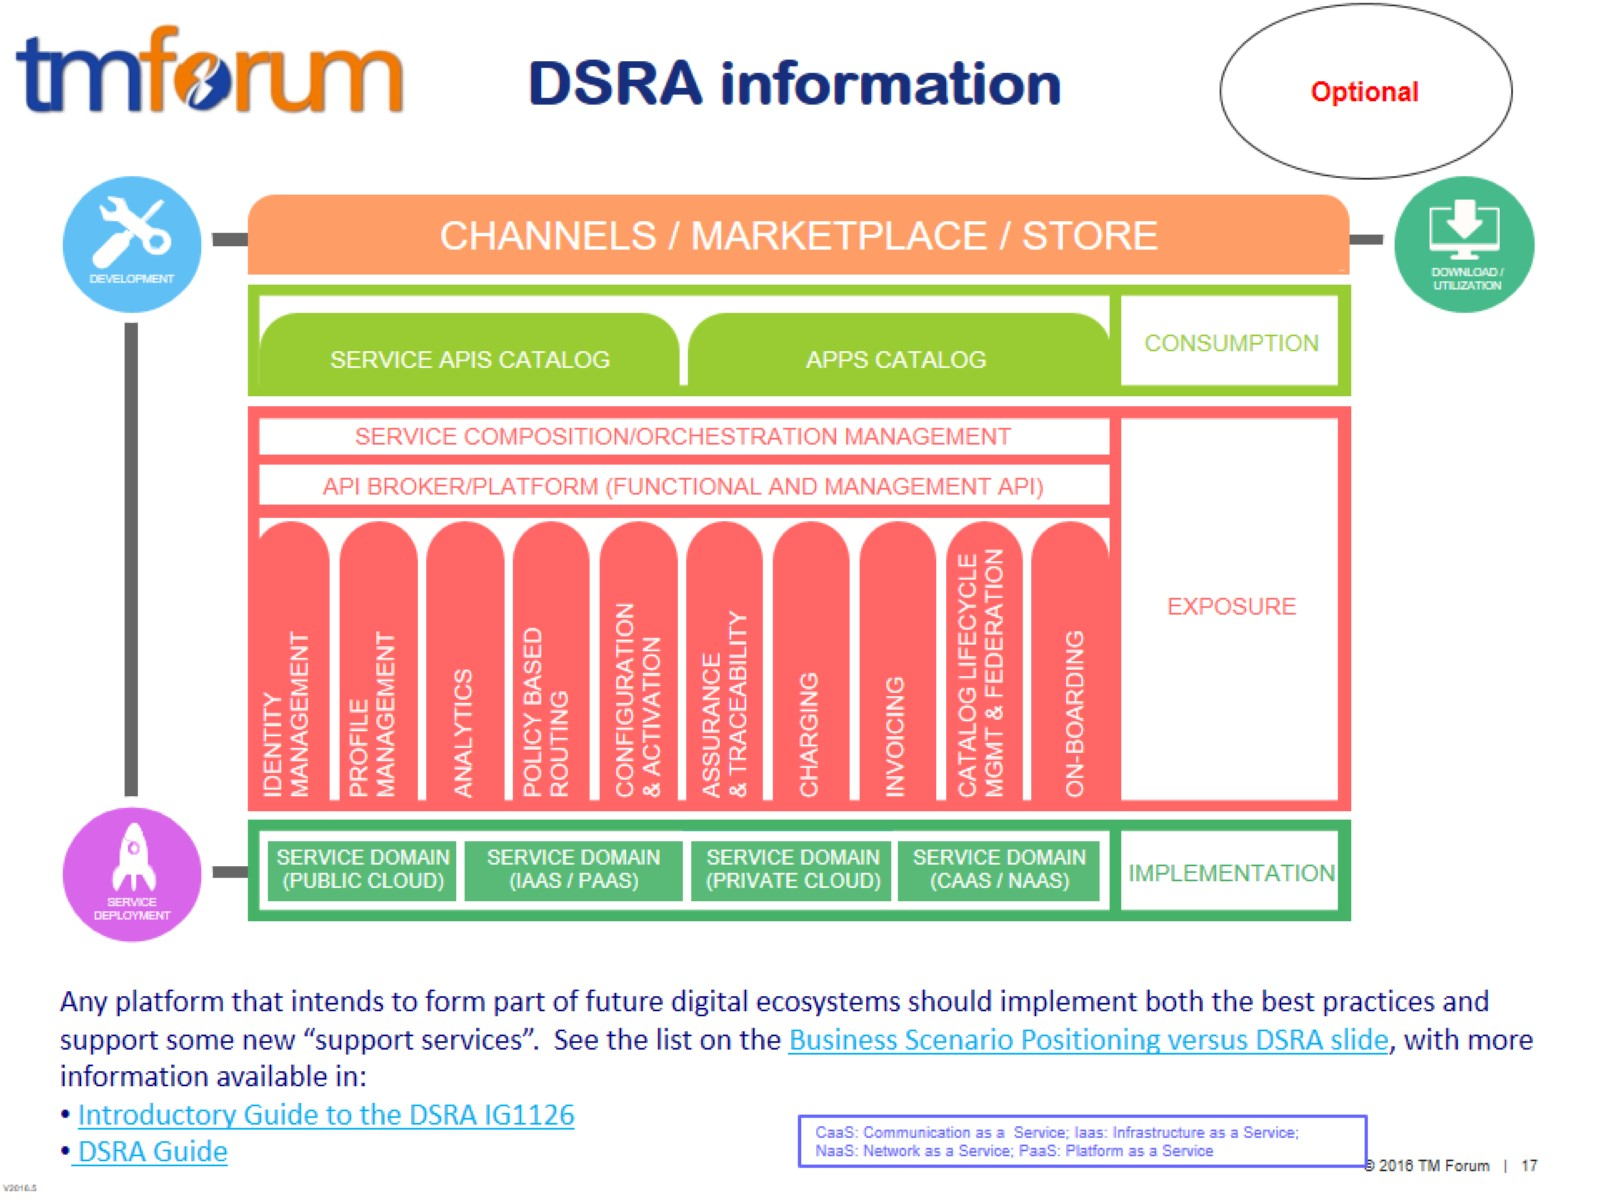 tmforum
DSRA information
Optional
DEVELOPMENT
CHANNELS / MARKETPLACE / STORE
DOWNLOAD /
UTILIZATION
SERVICE APIS CATALOG
APPS CATALOG
CONSUMPTION
SERVICE COMPOSITION/ORCHESTRATION MANAGEMENT
API BROKER/PLATFORM (FUNCTIONAL AND MANAGEMENT API)
IDENTITY
MANAGEMENT
PROFILE
MANAGEMENT
ANALYTICS
POLICY BASED
ROUTING
CONFIGURATION
& ACTIVATION
ASSURANCE
& TRACEABILITY
CHARGING
INVOICING
CATALOG LIFECYCLE
MGMT & FEDERATION
ON-BOARDING
EXPOSURE
SERVICE
DEPLOYMENT
SERVICE DOMAIN
(PUBLIC CLOUD)
SERVICE DOMAIN
(IAAS / PAAS)
SERVICE DOMAIN
(PRIVATE CLOUD)
SERVICE DOMAIN
(CAAS / NAAS)
IMPLEMENTATION
Any platform that intends to form part of future digital ecosystems should implement both the best practices and
support some new “support services”. See the list on the Business Scenario Positioning versus DSRA slide, with more
information available in:
• Introductory Guide to the DSRA IG1126
• DSRA Guide
CaaS: Communication as a Service; Iaas: Infrastructure as a Service;
NaaS: Network as a Service; PaaS: Platform as a Service
© 2016 TM Forum | 17
V2016.5